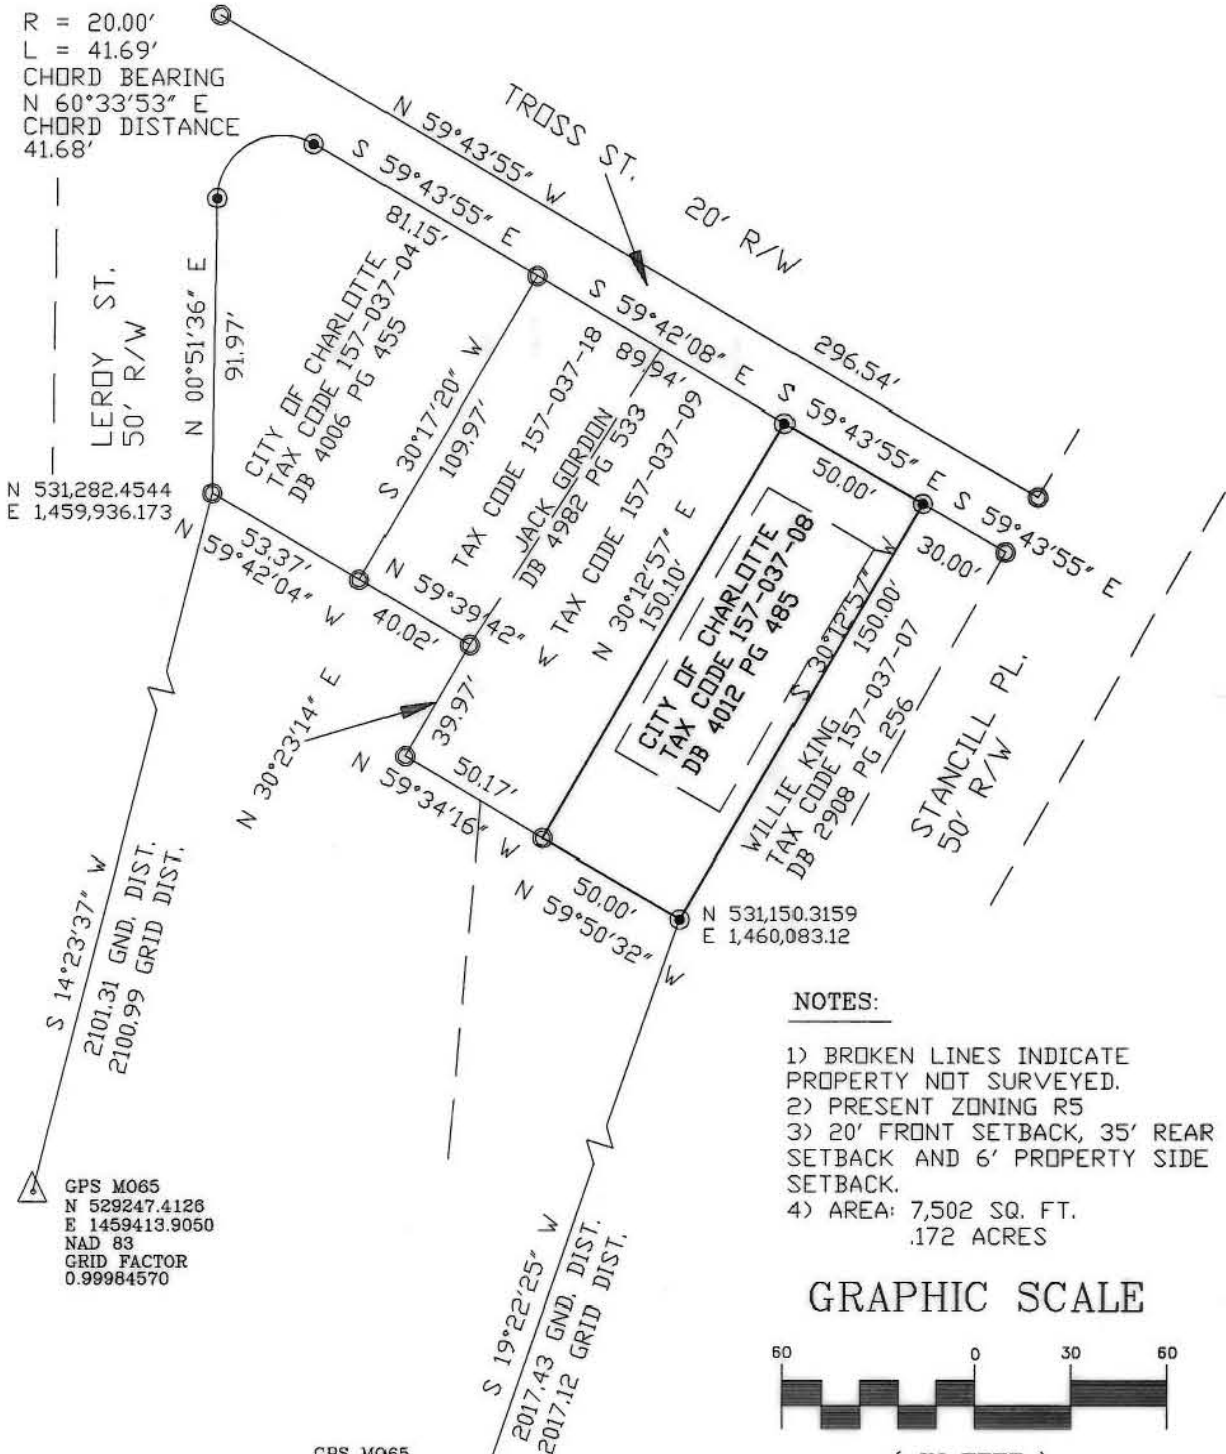 R = 20.00'
L = 41.69'
CHORD BEARING
N 60°33'53" E
CHORD DISTANCE
41.68'
TROSS ST.
20' R/W
N 59°43'55" W
296.54'
S 59°43'55" E
81.15'
S 59°42'08" E
89.94'
S 59°43'55" E
50.00'
S 59°43'55" E
30.00'
LEROY ST.
50' R/W
N 00°51'36" E
91.97'
CITY OF CHARLOTTE
TAX CODE 157-037-04
DB 4006 PG 455
S 30°17'20" W
109.97'
TAX CODE 157-037-18
JACK GORDON
DB 4982 PG 533
TAX CODE 157-037-09
N 30°12'57" E
150.10'
CITY OF CHARLOTTE
TAX CODE 157-037-08
DB 4012 PG 485
S 30°12'57" W
150.00'
WILLIE KING
TAX CODE 157-037-07
DB 2908 PG 256
STANCILL PL.
50' R/W
N 531,282.4544
E 1,459,936.173
53.37'
N 59°42'04" W
N 59°39'42" W
40.02'
N 30°23'14" E
39.97'
50.17'
N 59°34'16" W
50.00'
N 59°50'32" W
N 531,150.3159
E 1,460,083.12
S 14°23'37" W
2101.31 GND. DIST.
2100.99 GRID DIST.
GPS M065
N 529247.4126
E 1459413.9050
NAD 83
GRID FACTOR
0.99984570
S 19°22'25" W
2017.43 GND. DIST.
2017.12 GRID DIST.
GPS M065
NOTES:
1) BROKEN LINES INDICATE
PROPERTY NOT SURVEYED.
2) PRESENT ZONING R5
3) 20' FRONT SETBACK, 35' REAR
SETBACK AND 6' PROPERTY SIDE
SETBACK.
4) AREA: 7,502 SQ. FT.
.172 ACRES
GRAPHIC SCALE
60 0 30 60